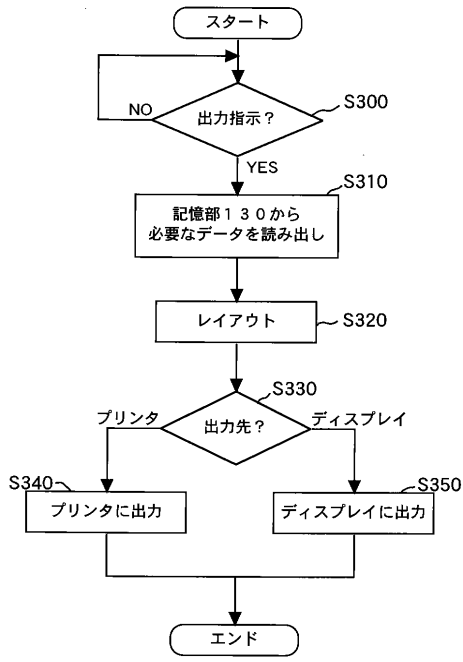 スタート
NO
出力指示？
S300
YES
S310
記憶部１３０から
必要なデータを読み出し
レイアウト
S320
S330
プリンタ
出力先？
ディスプレイ
S340
プリンタに出力
S350
ディスプレイに出力
エンド